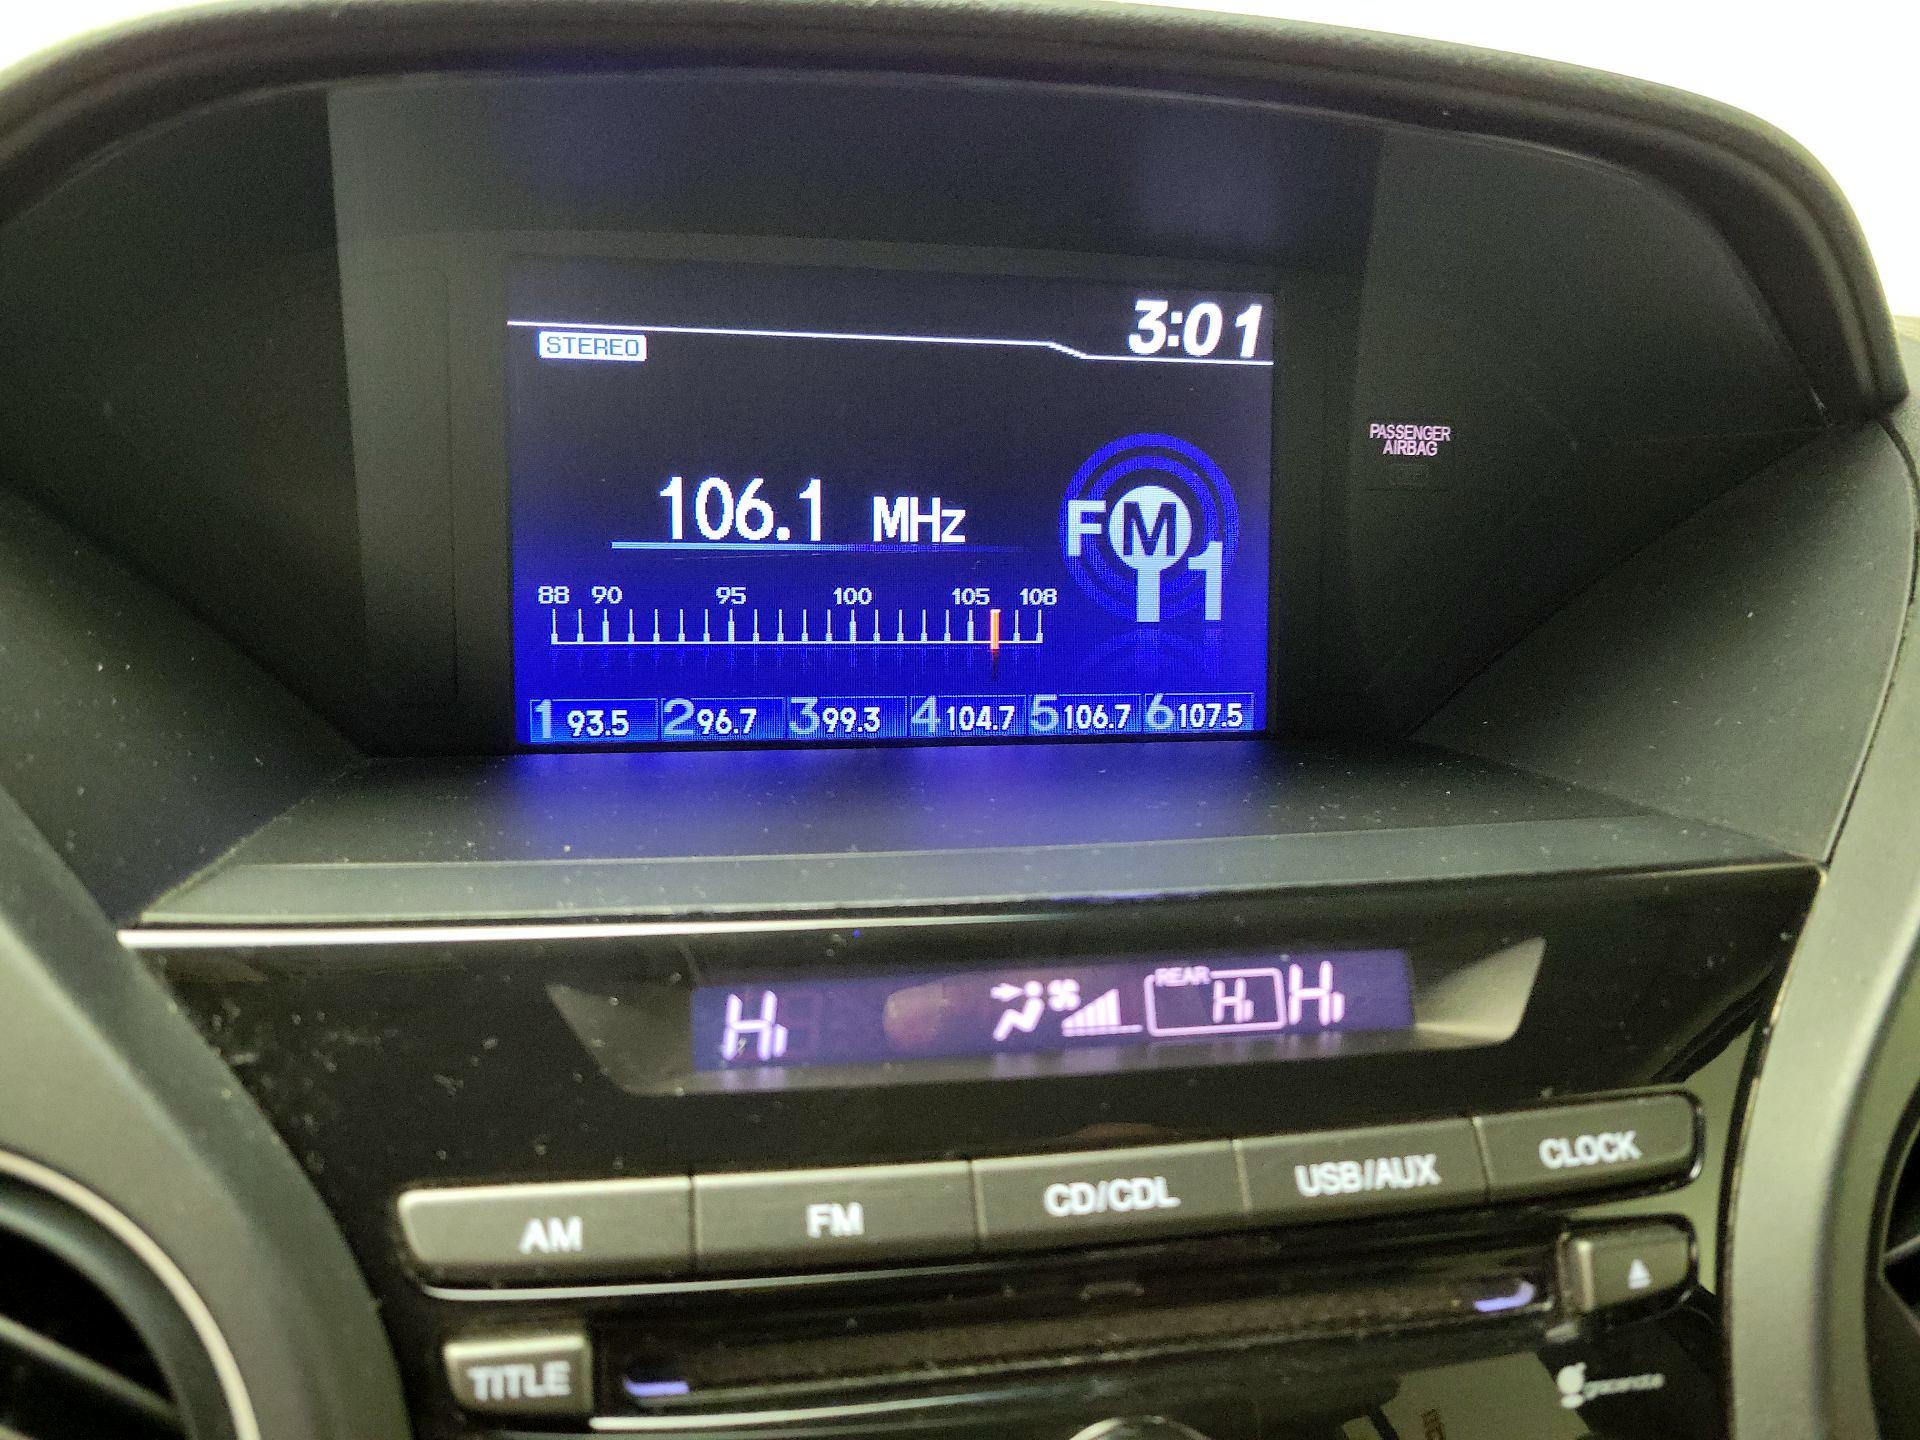 3:01
STEREO
PASSENGER
AIRBAG
106.1 MHz
FM1
88 90 95 100 105 108
1 93.5 2 96.7 3 99.3 4 104.7 5 106.7 6 107.5
REAR
Hi Hi Hi
AM FM CD/CDL USB/AUX CLOCK
TITLE
gracenote